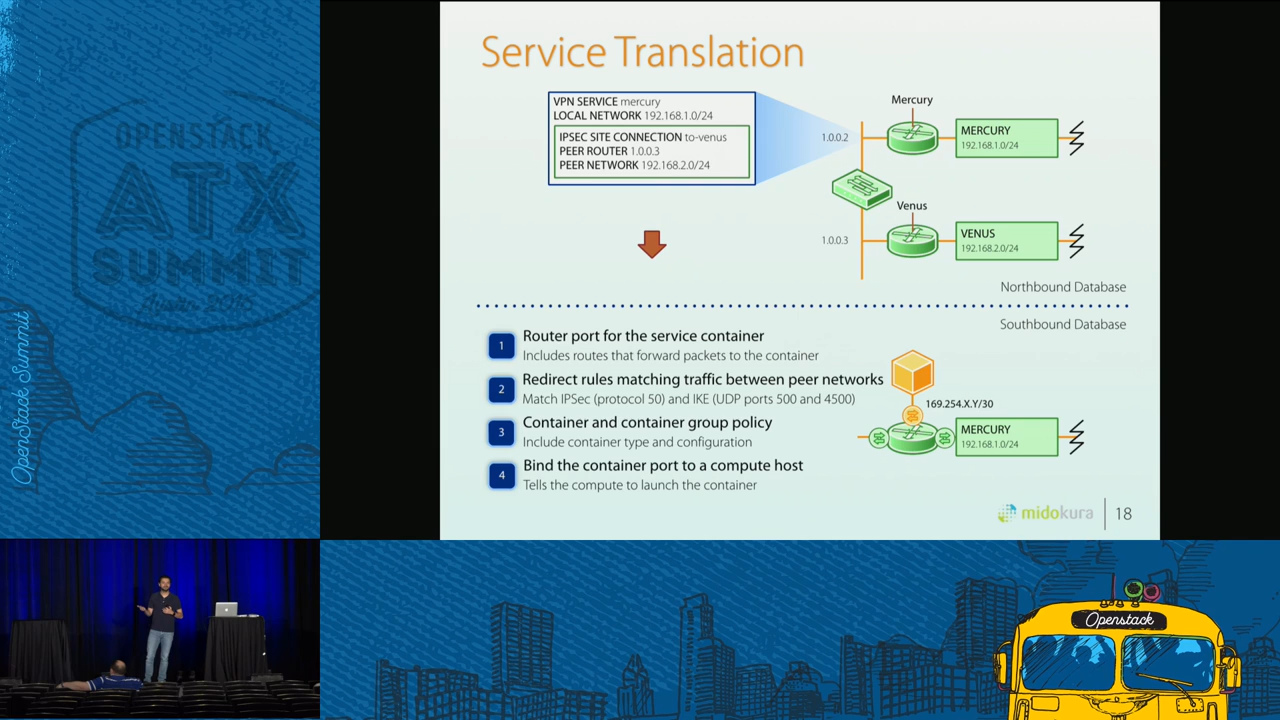 Service Translation
VPN SERVICE mercury
LOCAL NETWORK 192.168.1.0/24
IPSEC SITE CONNECTION to-venus
PEER ROUTER 1.0.0.3
PEER NETWORK 192.168.2.0/24
Mercury
1.0.0.2
MERCURY
192.168.1.0/24
Venus
1.0.0.3
VENUS
192.168.2.0/24
Northbound Database
Southbound Database
1
Router port for the service container
Includes routes that forward packets to the container
2
Redirect rules matching traffic between peer networks
Match IPSec (protocol 50) and IKE (UDP ports 500 and 4500)
3
Container and container group policy
Include container type and configuration
4
Bind the container port to a compute host
Tells the compute to launch the container
169.254.X.Y/30
MERCURY
192.168.1.0/24
midokura
18
OPENSTACK
ATX
SUMMIT
OpenStack Summit
Openstack